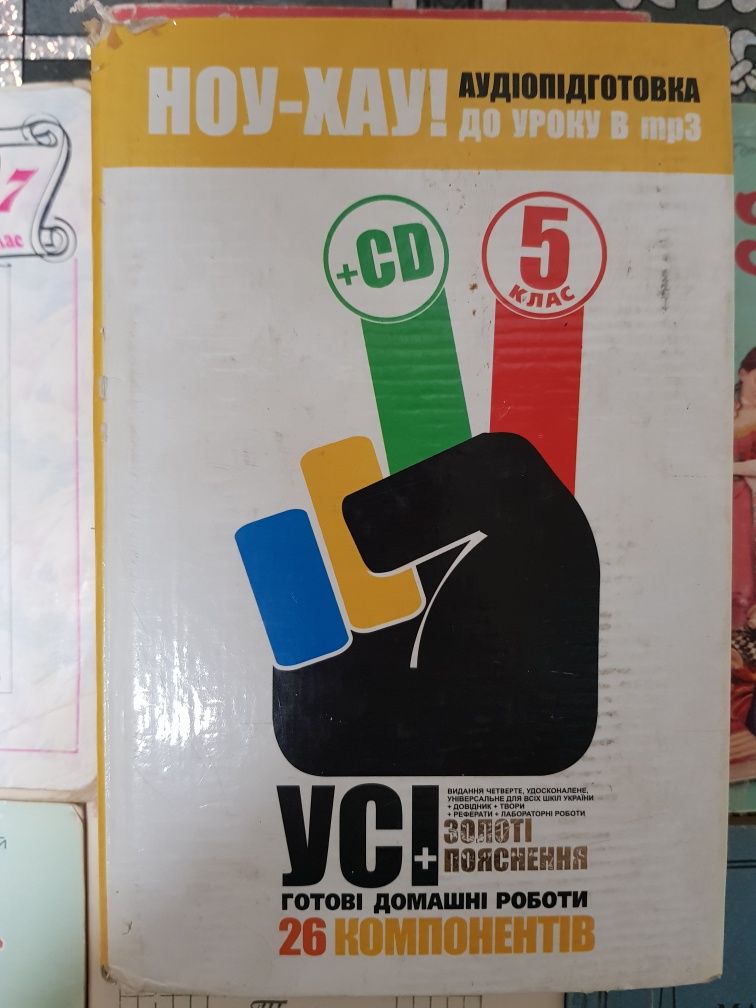 НОУ-ХАУ! АУДІОПІДГОТОВКА
ДО УРОКУ В mp3
+CD
5
КЛАС
7
УСІ
ВИДАННЯ ЧЕТВЕРТЕ, УДОСКОНАЛЕНЕ,
УНІВЕРСАЛЬНЕ ДЛЯ ВСІХ ШКІЛ УКРАЇНИ
+ ДОВІДНИК + ТВОРИ
+ РЕФЕРАТИ + ЛАБОРАТОРНІ РОБОТИ
+ ЗОЛОТІ
ПОЯСНЕННЯ
ГОТОВІ ДОМАШНІ РОБОТИ
26 КОМПОНЕНТІВ